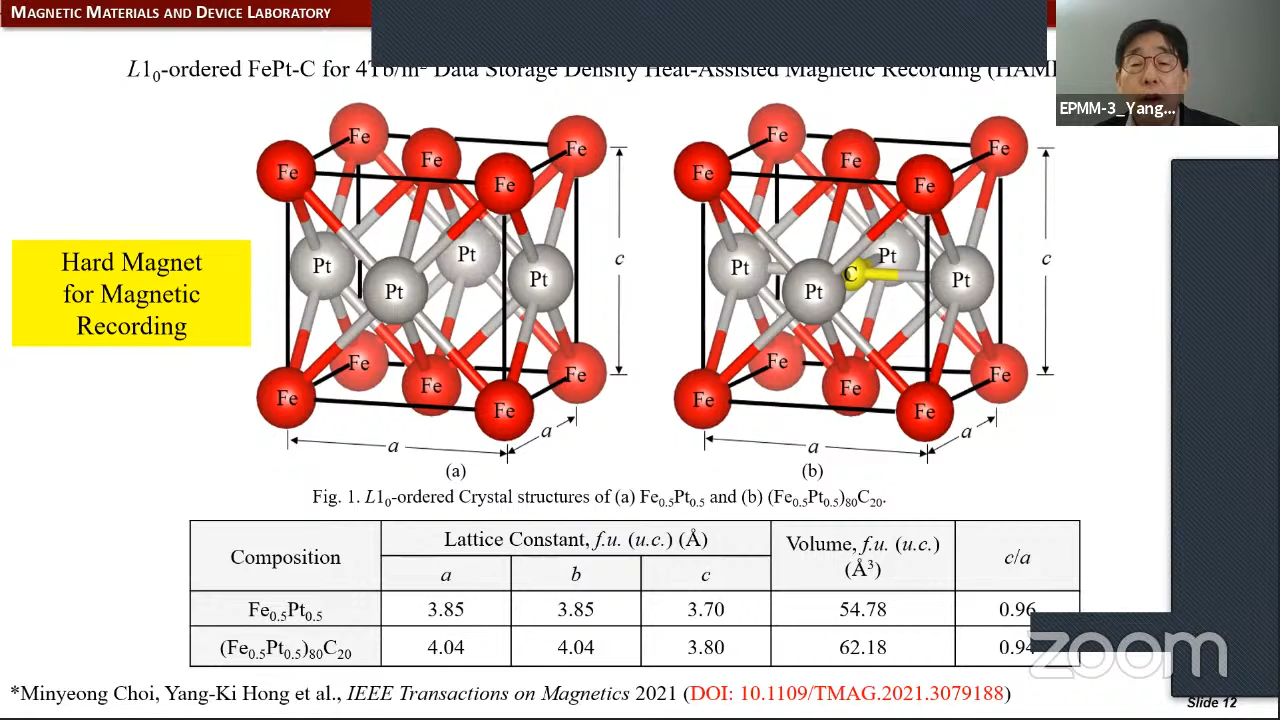 MAGNETIC MATERIALS AND DEVICE LABORATORY
L1₀-ordered FePt-C for 4Tb/in² Data Storage Density Heat-Assisted Magnetic Recording
EPMM-3_Yang...
Hard Magnet
for Magnetic
Recording
Fe Fe Fe Fe Fe
Pt Pt Pt Pt
Fe Fe Fe Fe Fe
c
a a
(a)
Fe Fe Fe Fe Fe
Pt Pt C Pt Pt
Fe Fe Fe Fe Fe
c
a a
(b)
Fig. 1. L1₀-ordered Crystal structures of (a) Fe₀.₅Pt₀.₅ and (b) (Fe₀.₅Pt₀.₅)₈₀C₂₀.
Composition Lattice Constant, f.u. (u.c.) (Å) Volume, f.u. (u.c.) (Å³) c/a
a b c
Fe₀.₅Pt₀.₅ 3.85 3.85 3.70 54.78 0.96
(Fe₀.₅Pt₀.₅)₈₀C₂₀ 4.04 4.04 3.80 62.18 0.94
zoom
*Minyeong Choi, Yang-Ki Hong et al., IEEE Transactions on Magnetics 2021 (DOI: 10.1109/TMAG.2021.3079188)
Slide 12